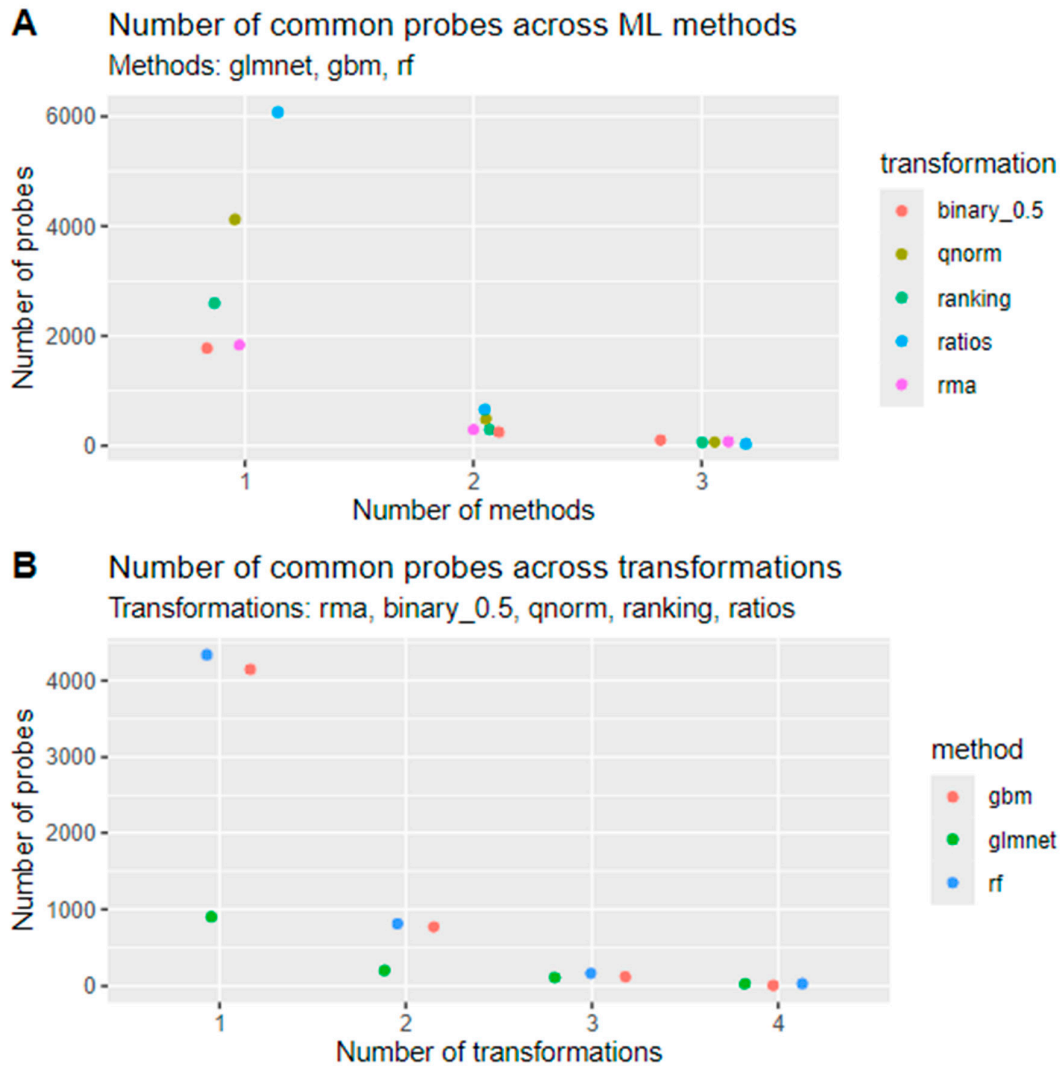 A
Number of common probes across ML methods
Methods: glmnet, gbm, rf
Number of probes
6000
4000
2000
0
1
2
3
Number of methods
transformation
binary_0.5
qnorm
ranking
ratios
rma
B
Number of common probes across transformations
Transformations: rma, binary_0.5, qnorm, ranking, ratios
Number of probes
4000
3000
2000
1000
0
1
2
3
4
Number of transformations
method
gbm
glmnet
rf